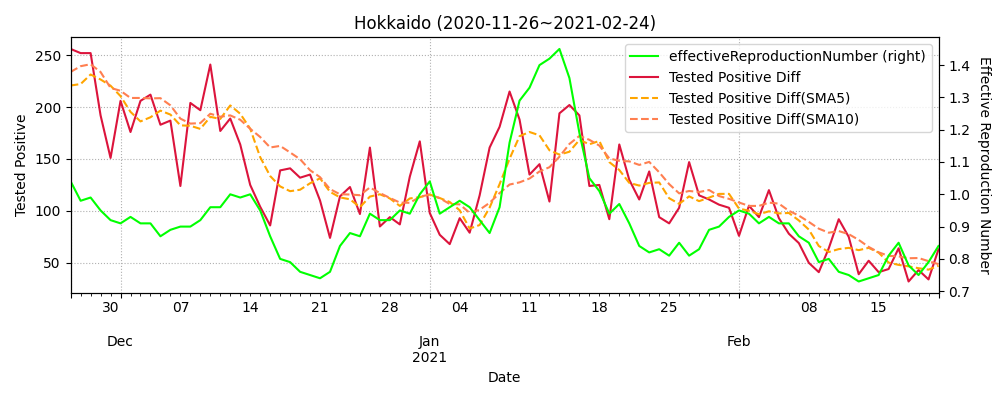 Hokkaido (2020-11-26~2021-02-24)
effectiveReproductionNumber (right)
Tested Positive Diff
Tested Positive Diff(SMA5)
Tested Positive Diff(SMA10)
Tested Positive
250
200
150
100
50
1.4
1.3
1.2
1.1
1.0
0.9
0.8
0.7
Effective Reproduction Number
30 07 14 21 28 04 11 18 25 08 15
Dec Jan Feb
2021
Date